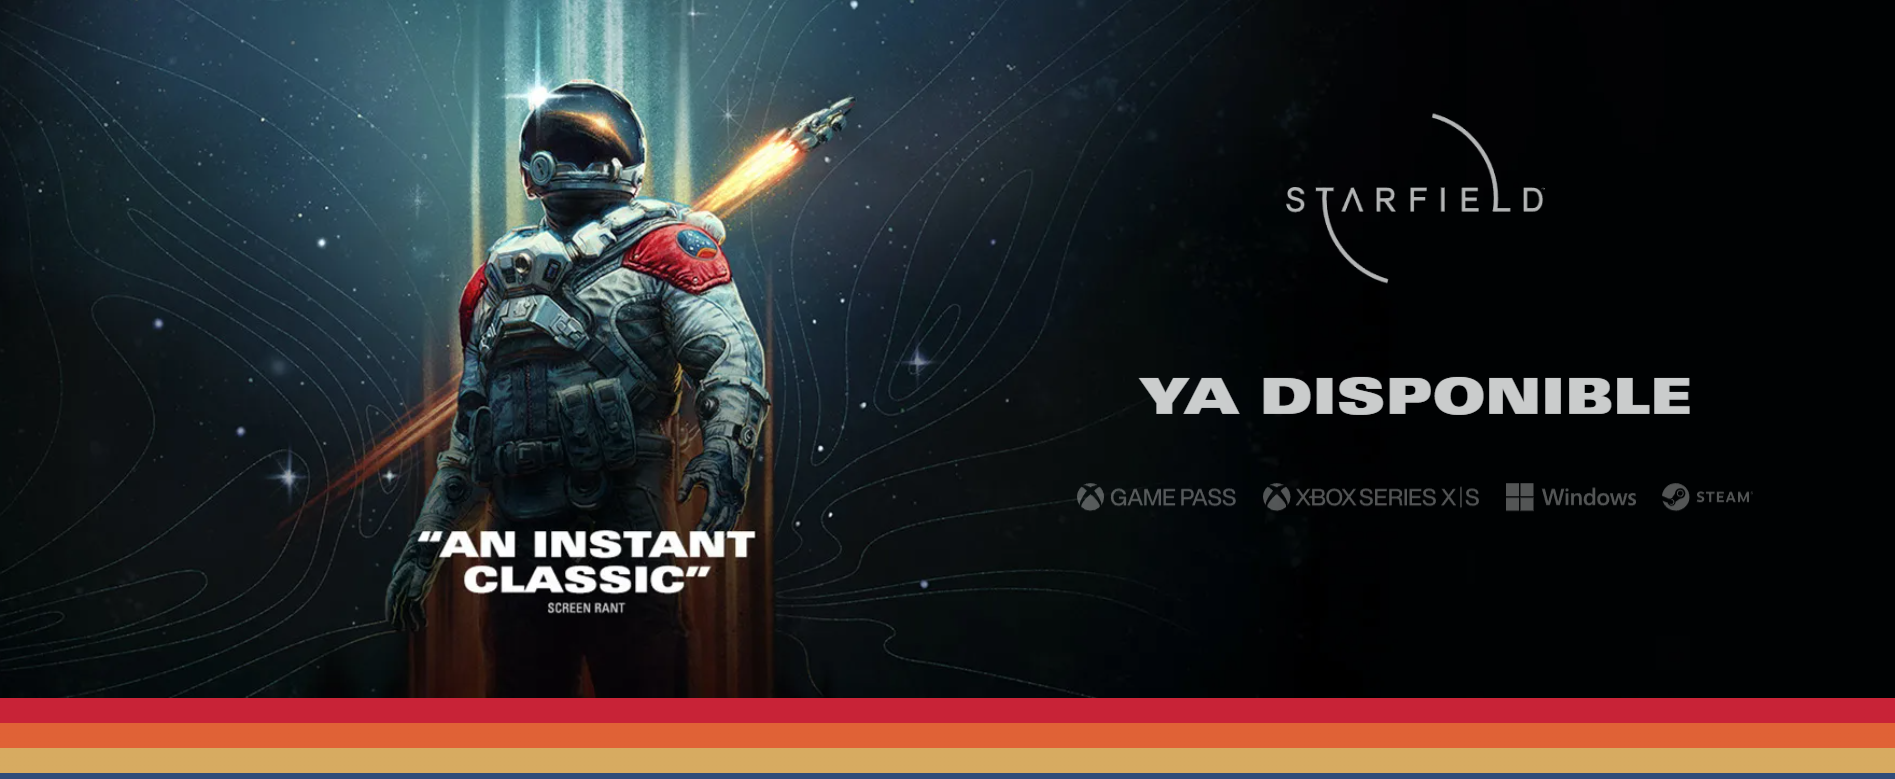 STARFIELD
YA DISPONIBLE
GAME PASS
XBOX SERIES X|S
Windows
STEAM
"AN INSTANT
CLASSIC"
SCREEN RANT